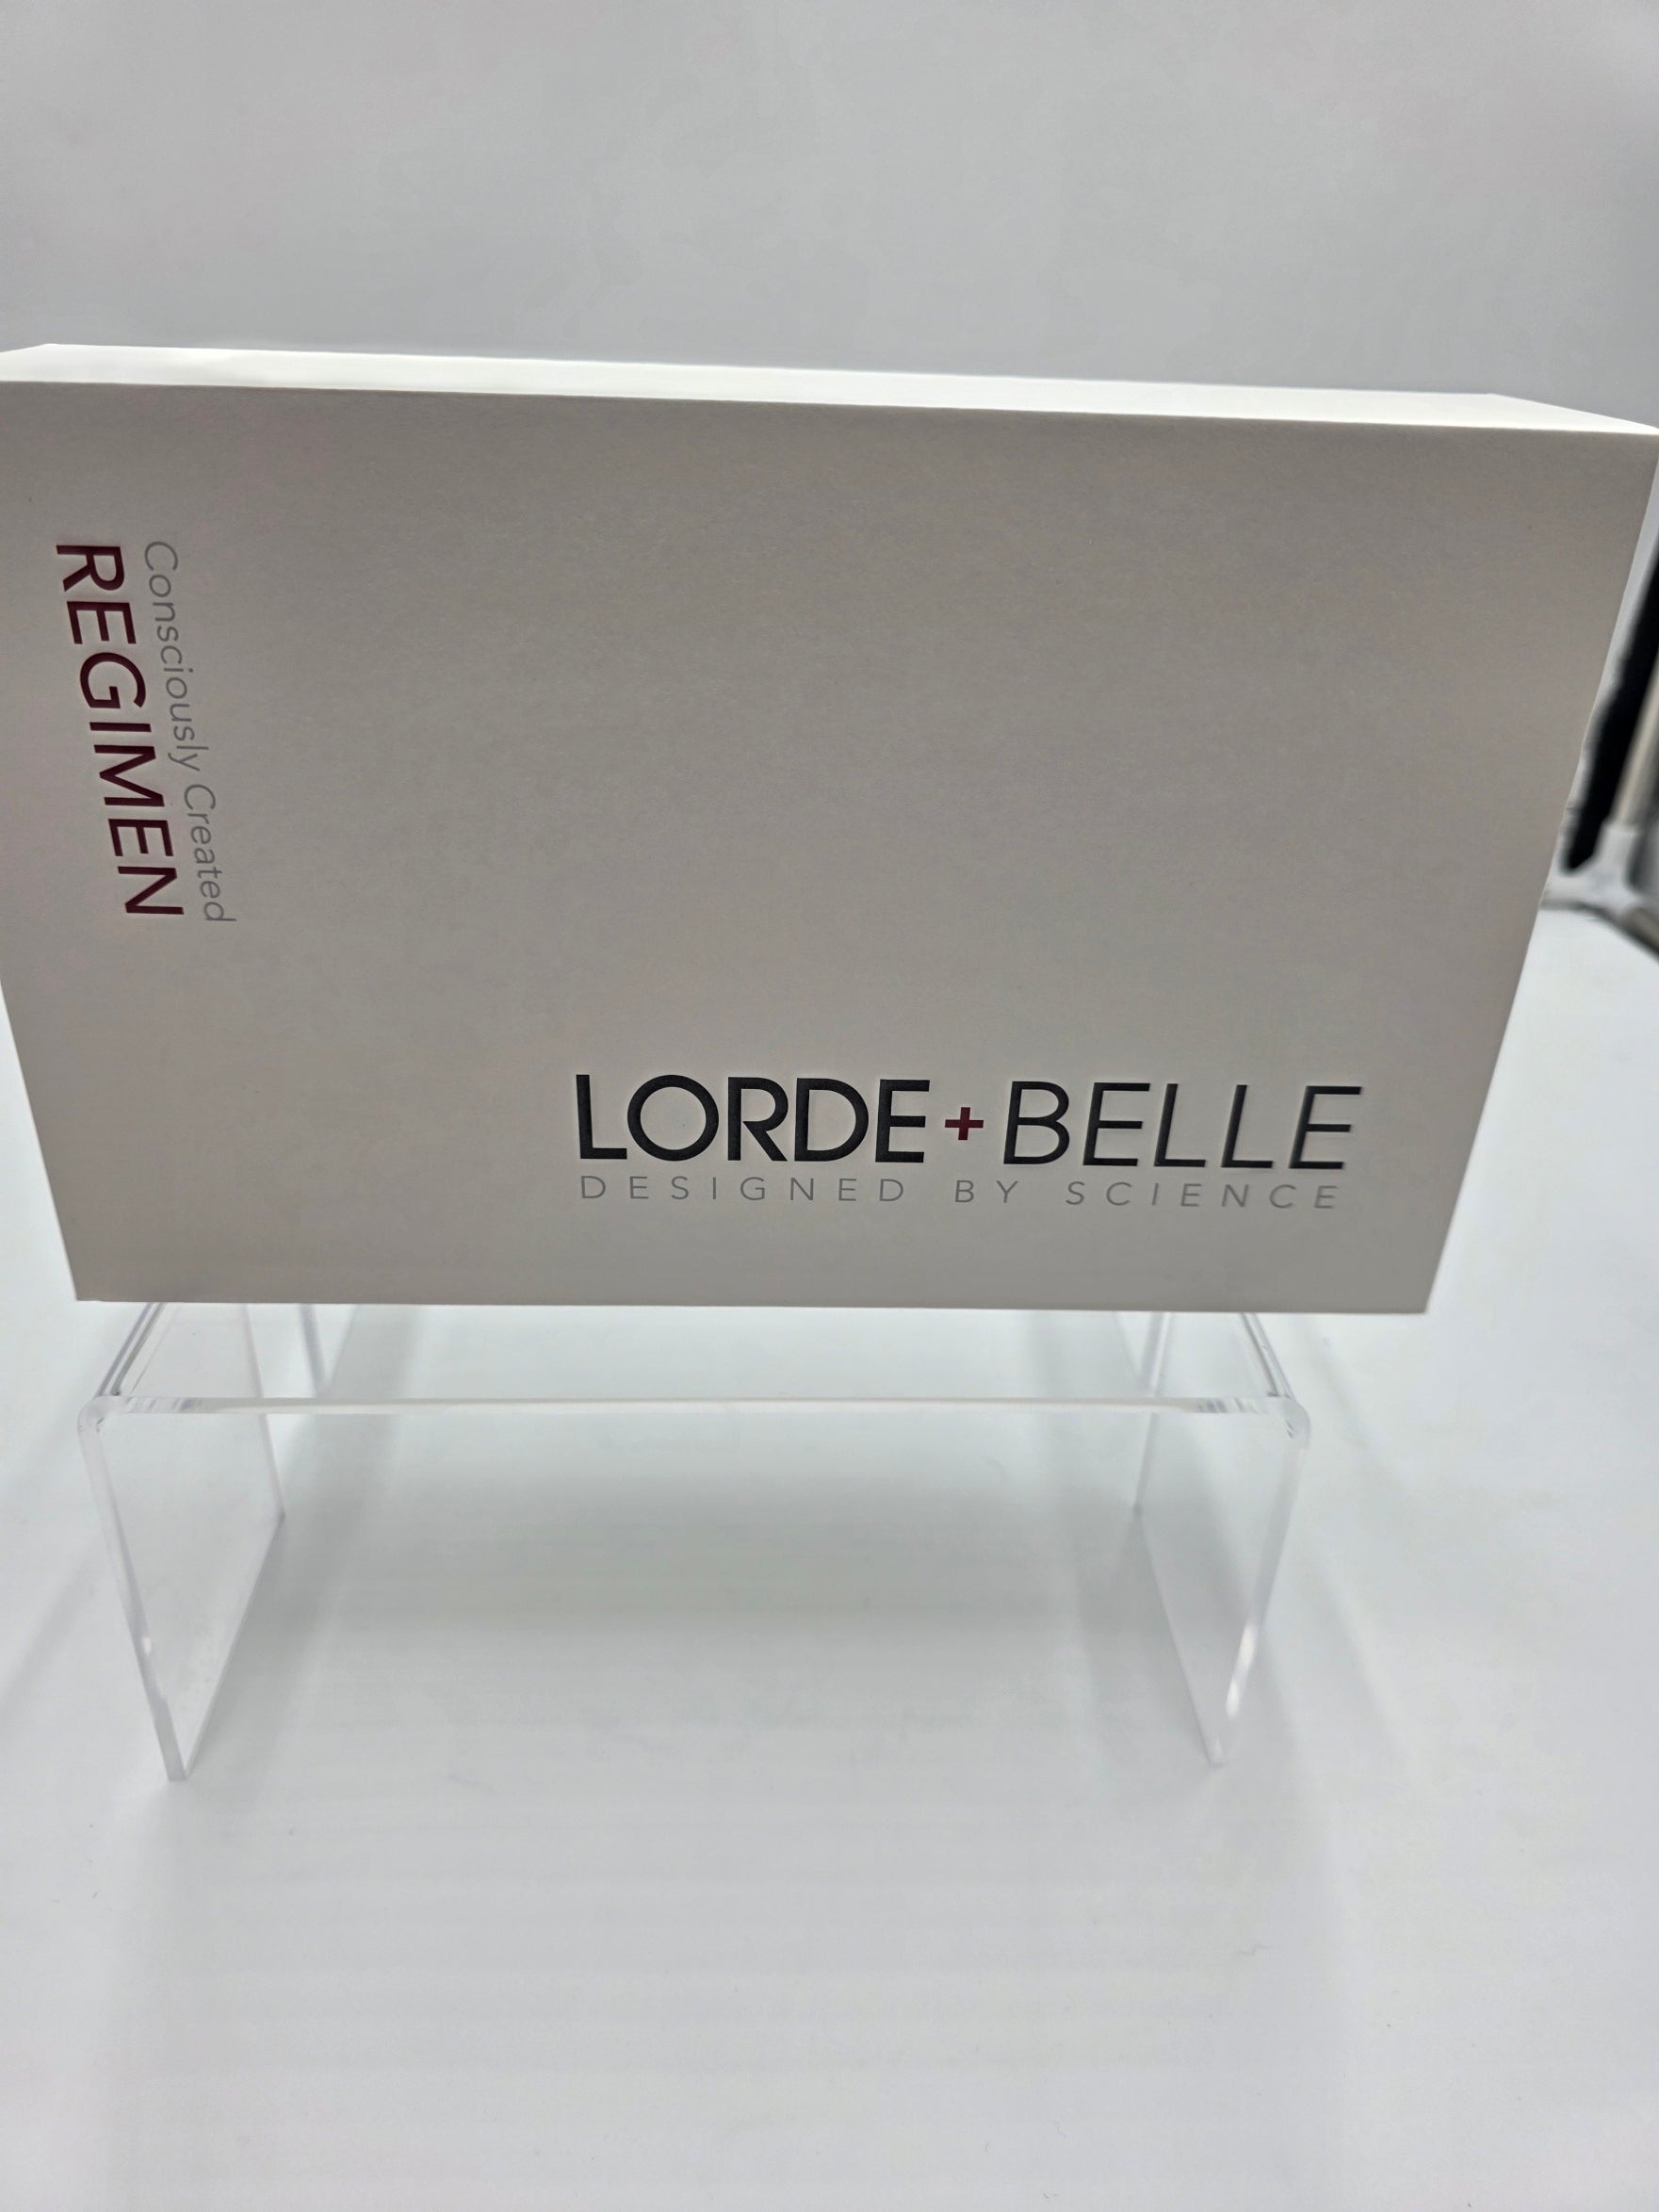 Consciously Created
REGIMEN
LORDE+BELLE
DESIGNED BY SCIENCE